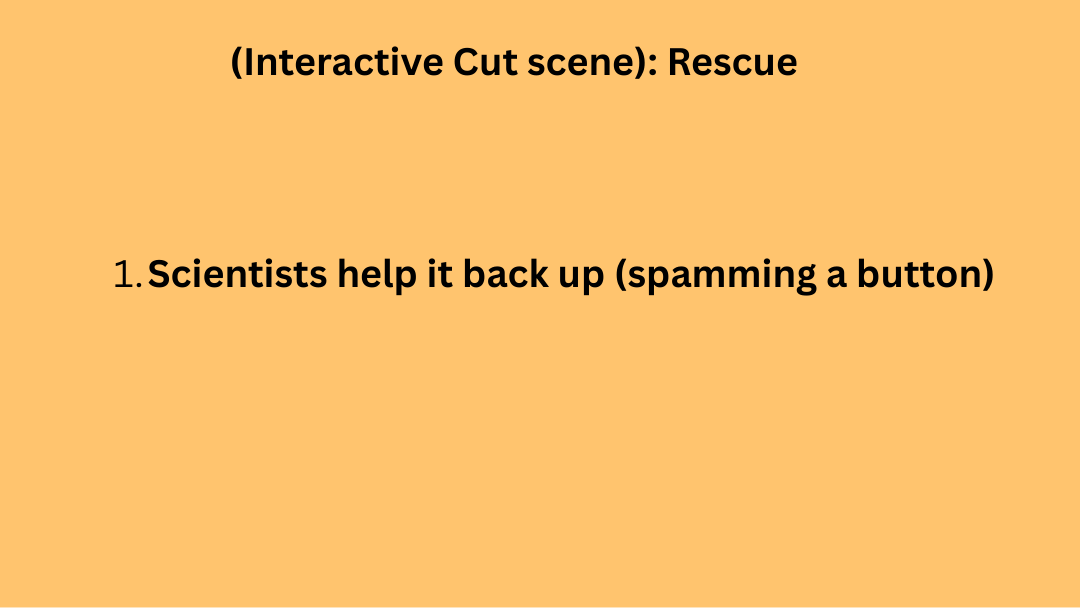 (Interactive Cut scene): Rescue
1. Scientists help it back up (spamming a button)